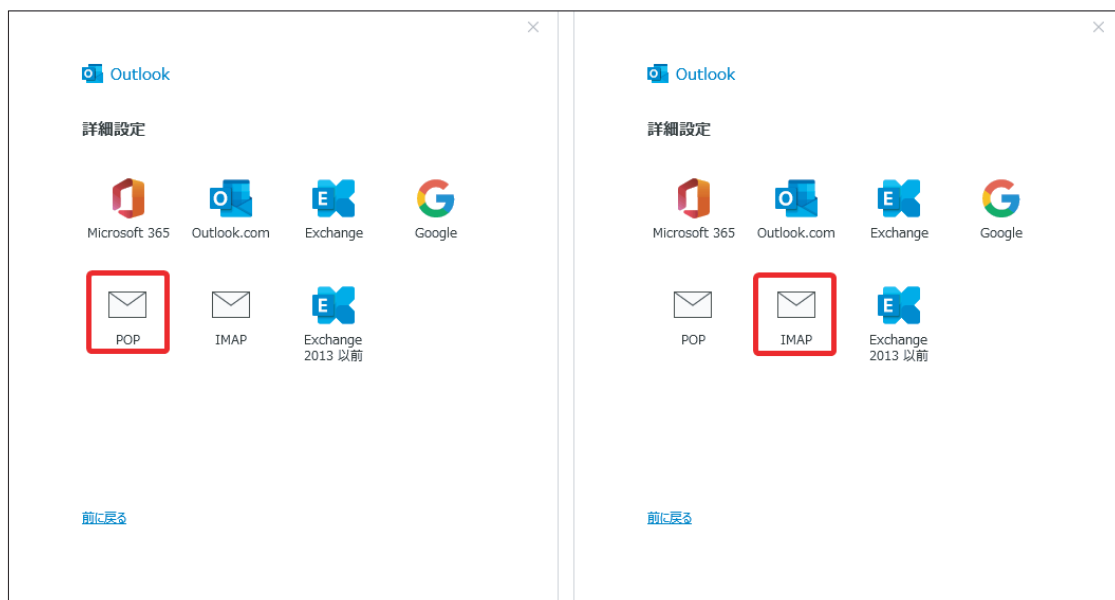 Outlook
詳細設定
Microsoft 365
Outlook.com
Exchange
Google
POP
IMAP
Exchange
2013 以前
前に戻る
Outlook
詳細設定
Microsoft 365
Outlook.com
Exchange
Google
POP
IMAP
Exchange
2013 以前
前に戻る